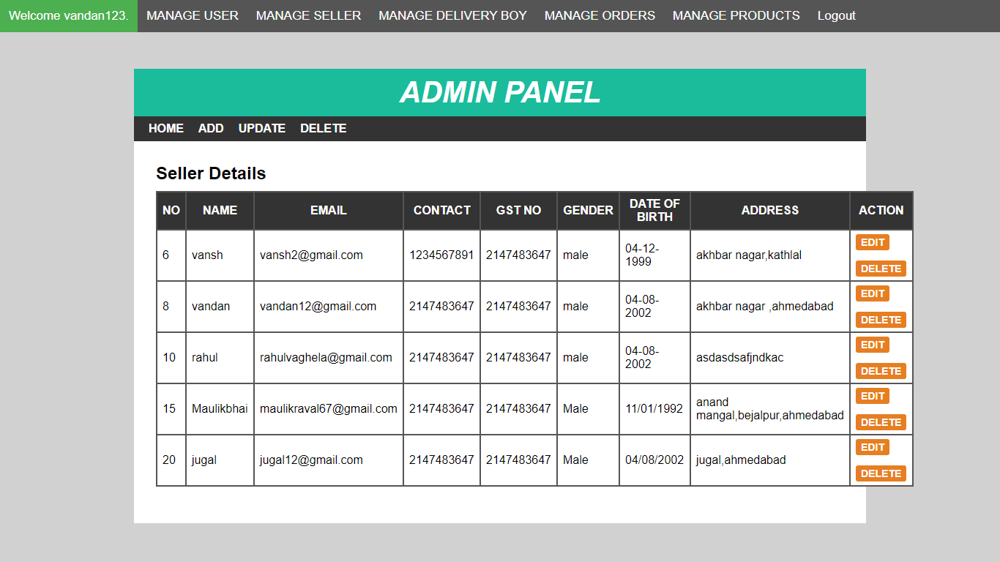 Welcome vandan123. MANAGE USER MANAGE SELLER MANAGE DELIVERY BOY MANAGE ORDERS MANAGE PRODUCTS Logout
ADMIN PANEL
HOME ADD UPDATE DELETE
Seller Details
NO NAME EMAIL CONTACT GST NO GENDER DATE OF BIRTH ADDRESS ACTION
6 vansh vansh2@gmail.com 1234567891 2147483647 male 04-12-1999 akhbar nagar,kathlal EDIT DELETE
8 vandan vandan12@gmail.com 2147483647 2147483647 male 04-08-2002 akhbar nagar ,ahmedabad EDIT DELETE
10 rahul rahulvaghela@gmail.com 2147483647 2147483647 male 04-08-2002 asdasdsafjndkac EDIT DELETE
15 Maulikbhai maulikraval67@gmail.com 2147483647 2147483647 Male 11/01/1992 anand mangal,bejalpur,ahmedabad EDIT DELETE
20 jugal jugal12@gmail.com 2147483647 2147483647 Male 04/08/2002 jugal,ahmedabad EDIT DELETE